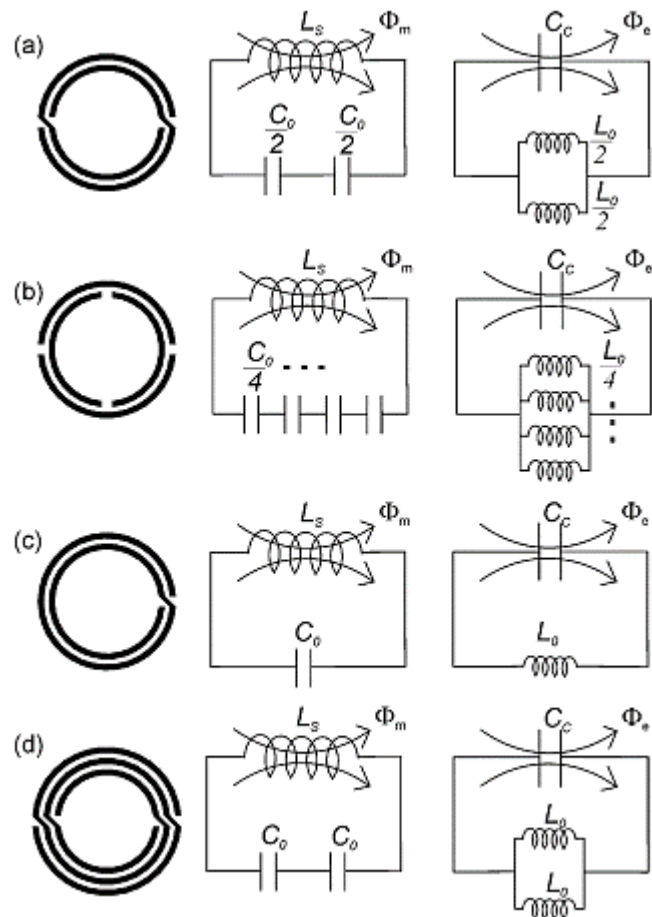 (a)
L_s Φ_m
C_0/2 C_0/2
C_c Φ_e
L_0/2
L_0/2
(b)
L_s Φ_m
C_0/4 ...
C_c Φ_e
L_0/4
(c)
L_s Φ_m
C_0
C_c Φ_e
L_0
(d)
L_s Φ_m
C_0 C_0
C_c Φ_e
L_0
L_0